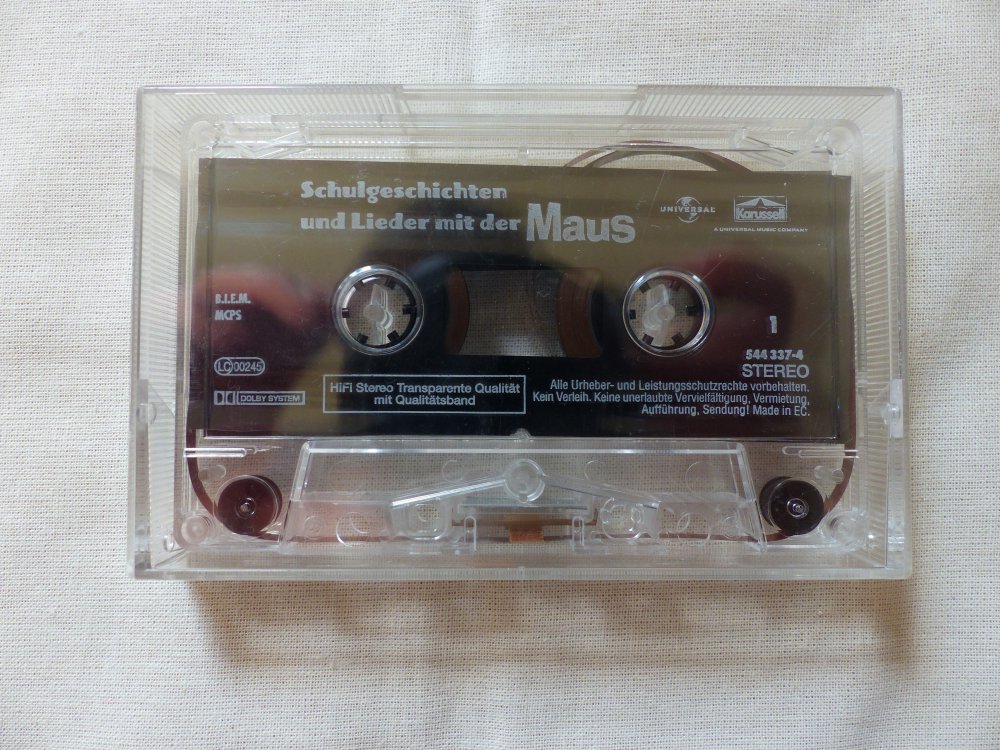 Schulgeschichten
und Lieder mit der Maus
UNIVERSAL
Karussell
A UNIVERSAL MUSIC COMPANY
B.I.E.M.
MCPS
1
544 337-4
STEREO
LC 00245
DOLBY SYSTEM
HiFi Stereo Transparente Qualität
mit Qualitätsband
Alle Urheber- und Leistungsschutzrechte vorbehalten.
Kein Verleih. Keine unerlaubte Vervielfältigung, Vermietung,
Aufführung, Sendung! Made in EC.